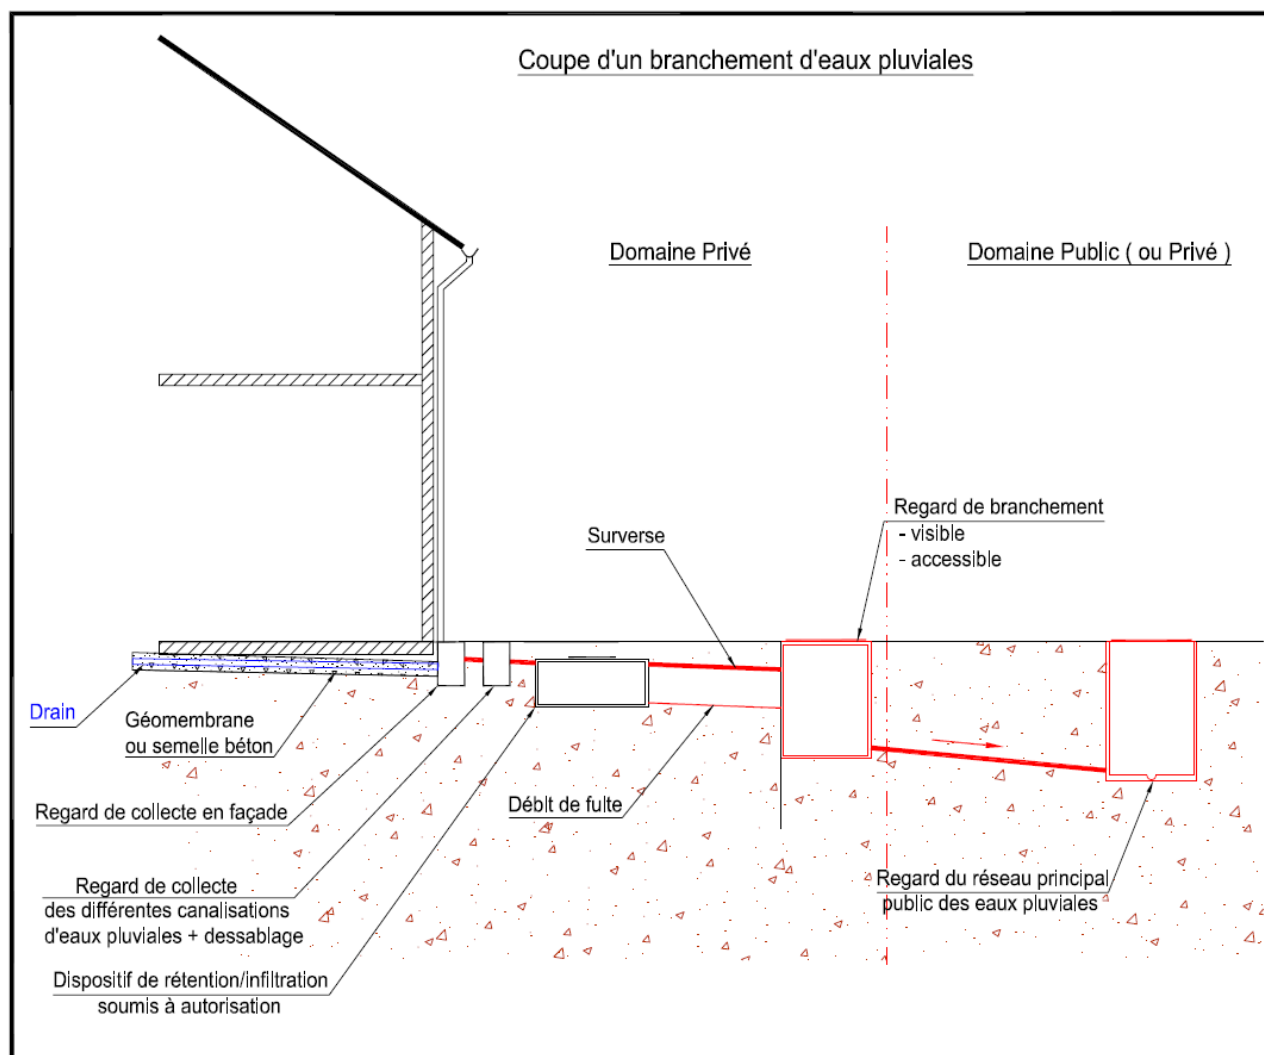 Coupe d'un branchement d'eaux pluviales
Domaine Privé
Domaine Public ( ou Privé )
Regard de branchement
- visible
- accessible
Surverse
Drain
Géomembrane
ou semelle béton
Regard de collecte en façade
Débit de fuite
Regard de collecte
des différentes canalisations
d'eaux pluviales + dessablage
Regard du réseau principal
public des eaux pluviales
Dispositif de rétention/infiltration
soumis à autorisation